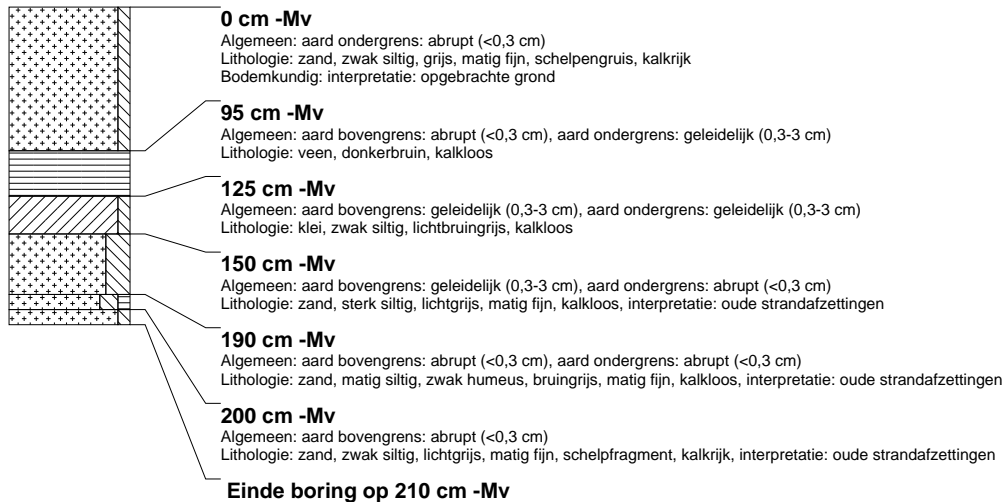 0 cm -Mv
Algemeen: aard ondergrens: abrupt (<0,3 cm)
Lithologie: zand, zwak siltig, grijs, matig fijn, schelpengruis, kalkrijk
Bodemkundig: interpretatie: opgebrachte grond
95 cm -Mv
Algemeen: aard bovengrens: abrupt (<0,3 cm), aard ondergrens: geleidelijk (0,3-3 cm)
Lithologie: veen, donkerbruin, kalkloos
125 cm -Mv
Algemeen: aard bovengrens: geleidelijk (0,3-3 cm), aard ondergrens: geleidelijk (0,3-3 cm)
Lithologie: klei, zwak siltig, lichtbruingrijs, kalkloos
150 cm -Mv
Algemeen: aard bovengrens: geleidelijk (0,3-3 cm), aard ondergrens: abrupt (<0,3 cm)
Lithologie: zand, sterk siltig, lichtgrijs, matig fijn, kalkloos, interpretatie: oude strandafzettingen
190 cm -Mv
Algemeen: aard bovengrens: abrupt (<0,3 cm), aard ondergrens: abrupt (<0,3 cm)
Lithologie: zand, matig siltig, zwak humeus, bruingrijs, matig fijn, kalkloos, interpretatie: oude strandafzettingen
200 cm -Mv
Algemeen: aard bovengrens: abrupt (<0,3 cm)
Lithologie: zand, zwak siltig, lichtgrijs, matig fijn, schelpfragment, kalkrijk, interpretatie: oude strandafzettingen
Einde boring op 210 cm -Mv